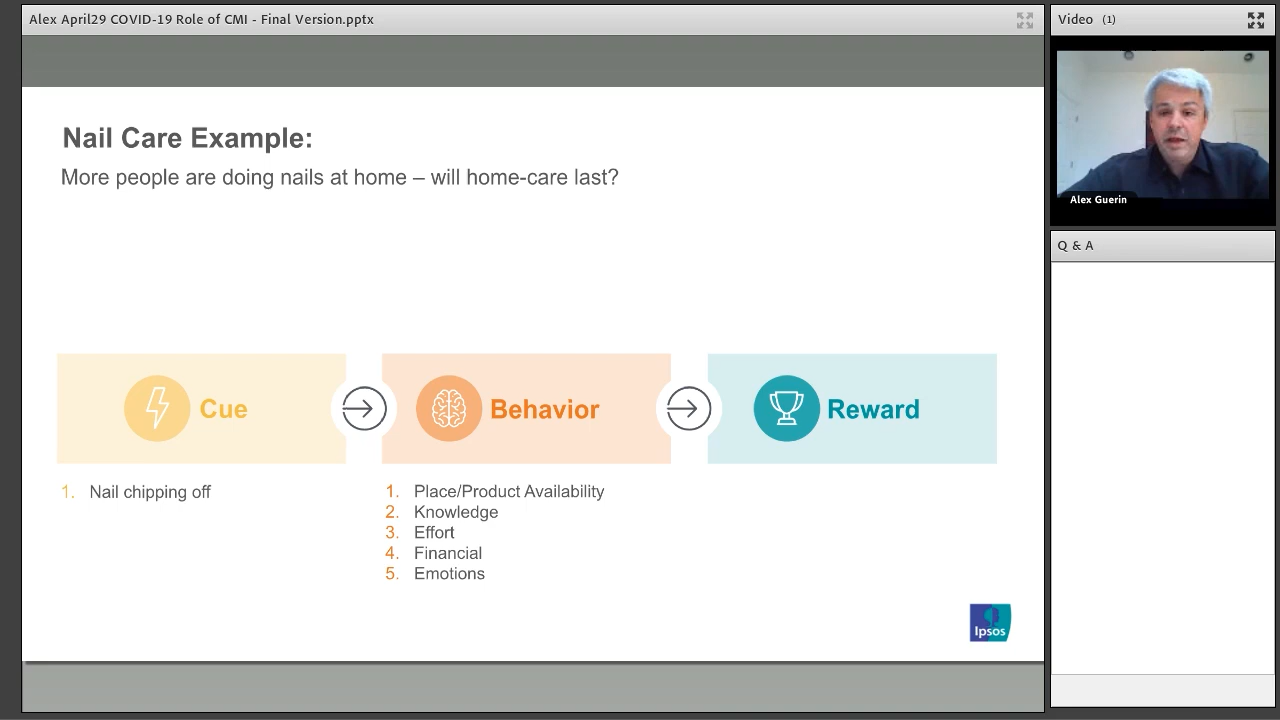 Alex April29 COVID-19 Role of CMI - Final Version.pptx
Video (1)
Alex Guerin
Q & A
Nail Care Example:
More people are doing nails at home – will home-care last?
Cue
Behavior
Reward
1. Nail chipping off
1. Place/Product Availability
2. Knowledge
3. Effort
4. Financial
5. Emotions
Ipsos